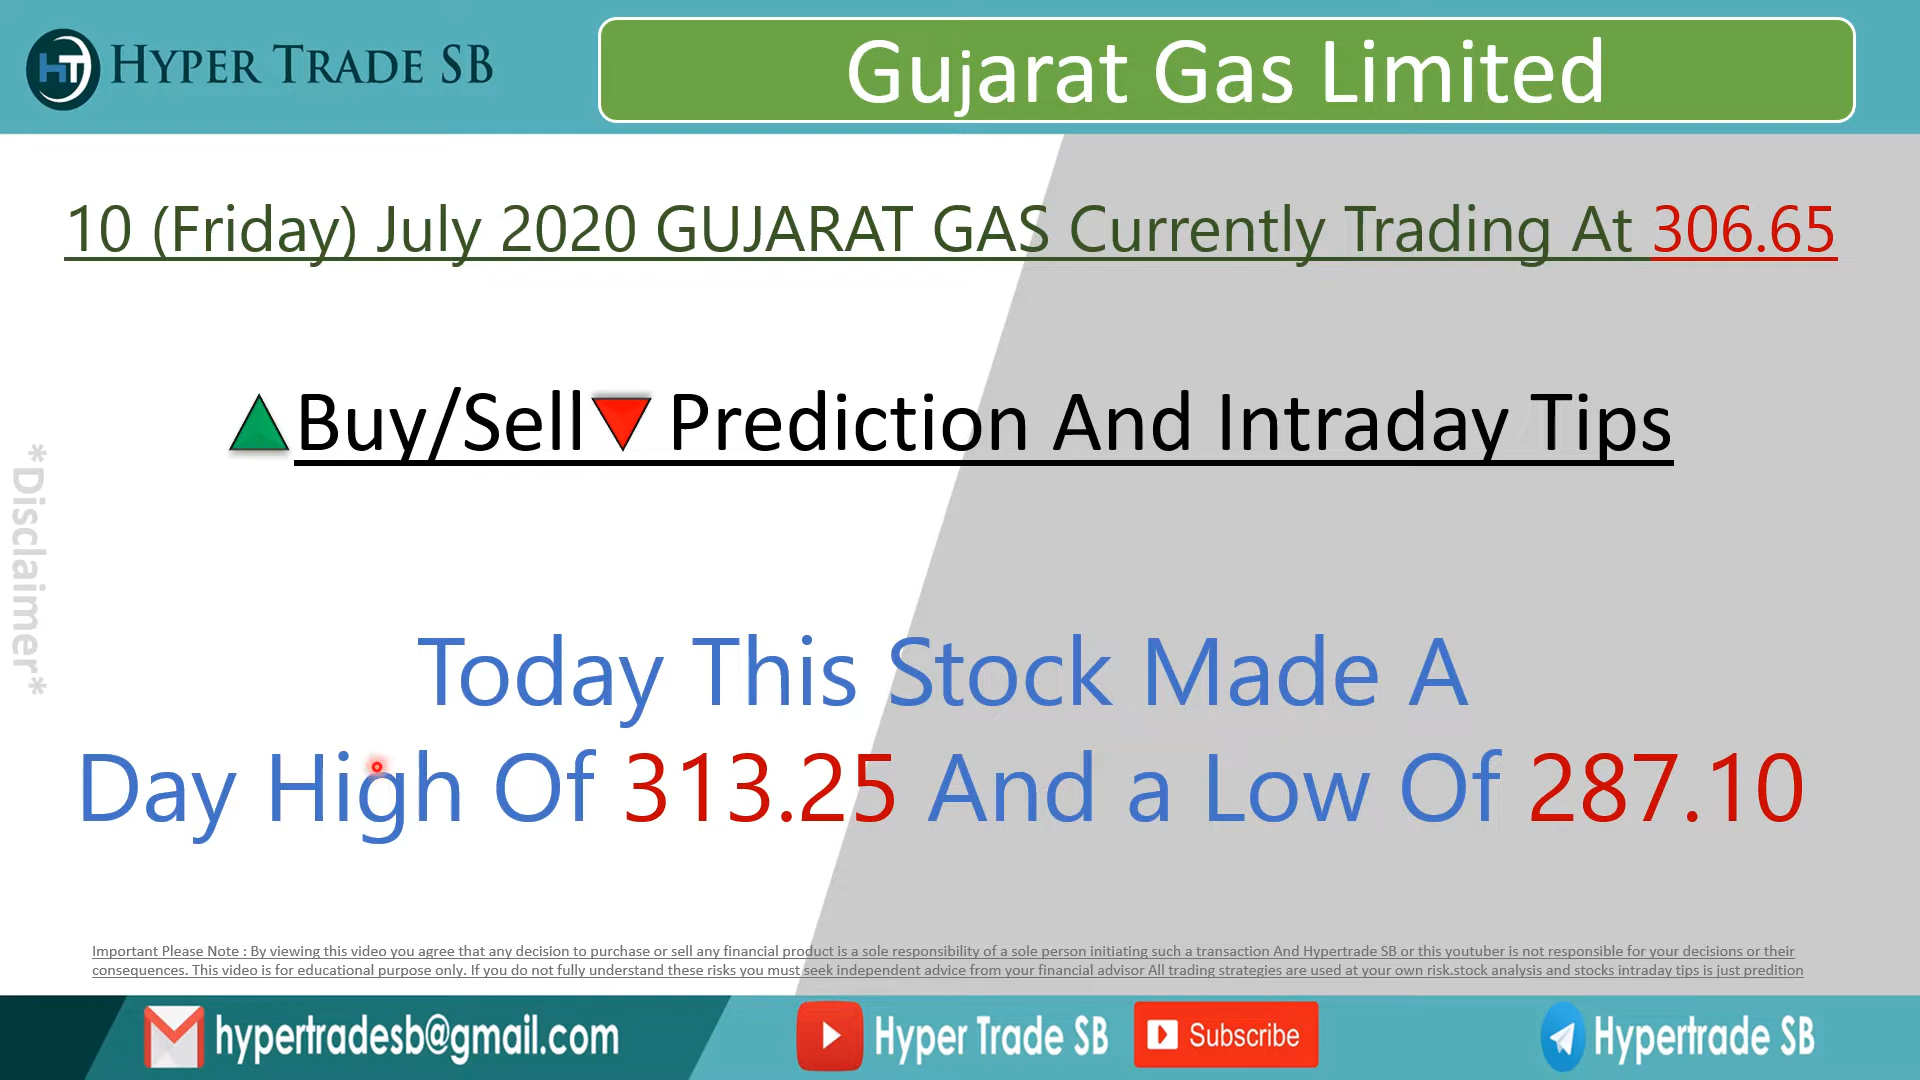 HT HYPER TRADE SB
Gujarat Gas Limited
10 (Friday) July 2020 GUJARAT GAS Currently Trading At 306.65
Buy/Sell Prediction And Intraday Tips
*Disclaimer*
Today This Stock Made A
Day High Of 313.25 And a Low Of 287.10
Important Please Note : By viewing this video you agree that any decision to purchase or sell any financial product is a sole responsibility of a sole person initiating such a transaction And Hypertrade SB or this youtuber is not responsible for your decisions or their
consequences. This video is for educational purpose only. If you do not fully understand these risks you must seek independent advice from your financial advisor All trading strategies are used at your own risk.stock analysis and stocks intraday tips is just predition
hypertradesb@gmail.com
Hyper Trade SB
Subscribe
Hypertrade SB